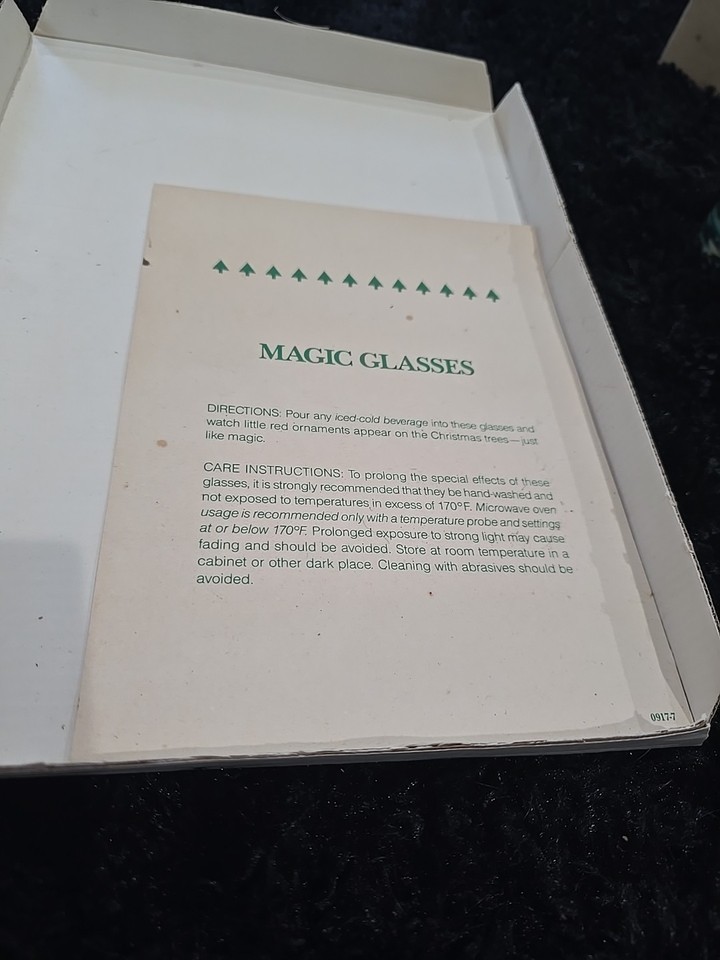 MAGIC GLASSES
DIRECTIONS: Pour any iced-cold beverage into these glasses and
watch little red ornaments appear on the Christmas trees—just
like magic.
CARE INSTRUCTIONS: To prolong the special effects of these
glasses, it is strongly recommended that they be hand-washed and
not exposed to temperatures in excess of 170°F. Microwave oven
usage is recommended only with a temperature probe and settings
at or below 170°F. Prolonged exposure to strong light may cause
fading and should be avoided. Store at room temperature in a
cabinet or other dark place. Cleaning with abrasives should be
avoided.
0917-7